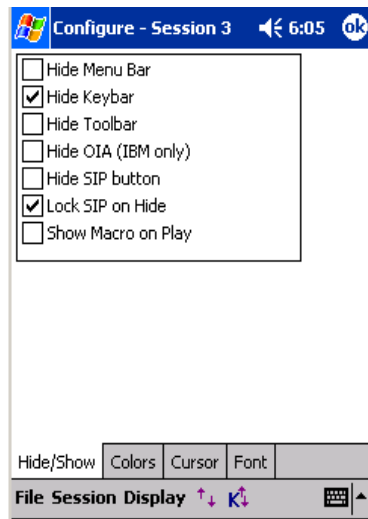 Configure - Session 3 6:05 ok
Hide Menu Bar
Hide Keybar
Hide Toolbar
Hide OIA (IBM only)
Hide SIP button
Lock SIP on Hide
Show Macro on Play
Hide/Show Colors Cursor Font
File Session Display K